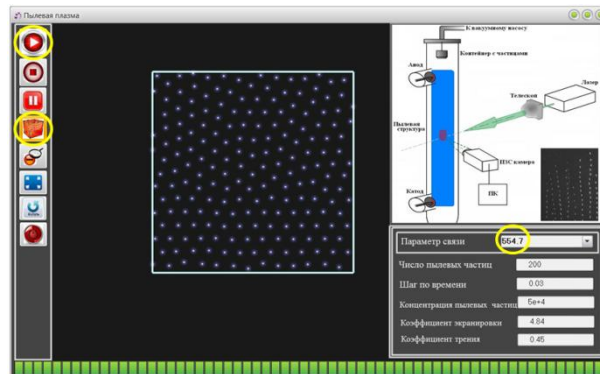 Пылевая плазма
К вакуумному насосу
Контейнер с частицами
Анод
Лазер
Телескоп
Пылевая
структура
ПЗС камера
ПК
Катод
Параметр связи 554.7
Число пылевых частиц 200
Шаг по времени 0.03
Концентрация пылевых частиц 5e+4
Коэффициент экранировки 4.84
Коэффициент трения 0.45